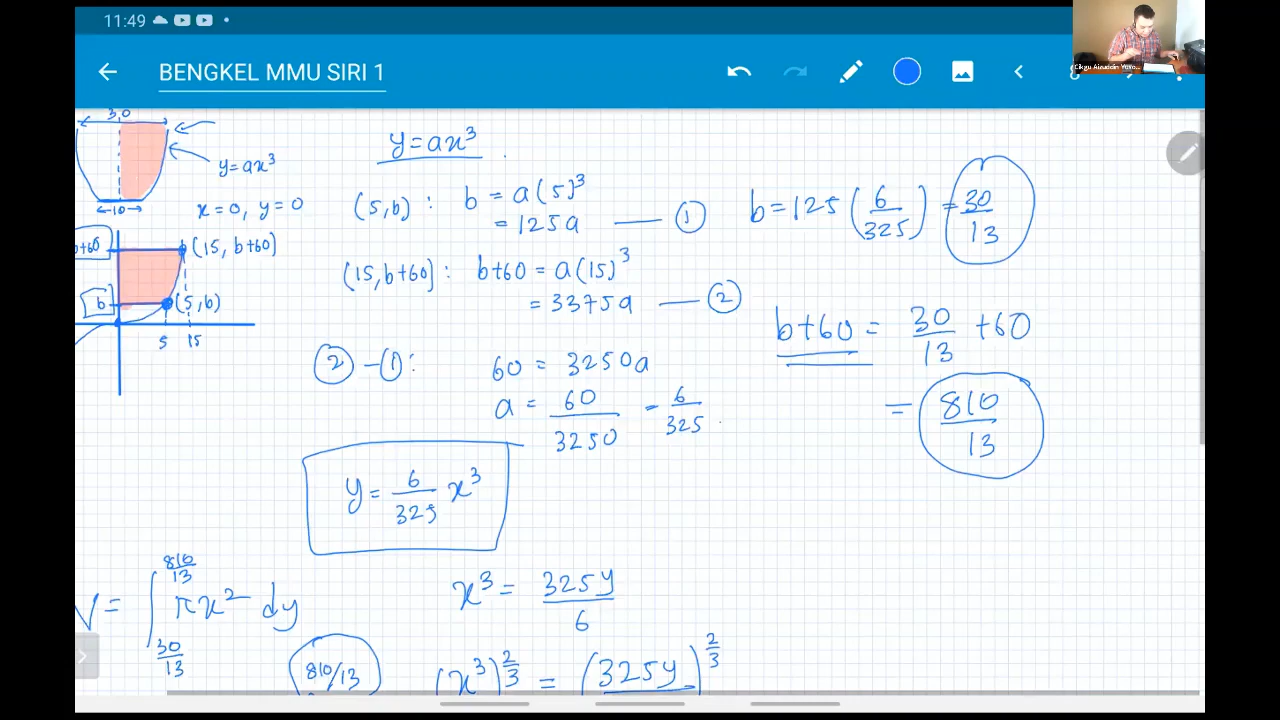 11:49
BENGKEL MMU SIRI 1
30
y=ax³
x=0, y=0
10
b+60
(15, b+60]
b
(5,b)
5 15
y=ax³
(5,b) : b = a(5)³
= 125a —— ①
(15,b+60] : b+60 = a(15)³
= 3375a —— ②
② -①: 60 = 3250a
a = 60/3250 = 6/325
y = 6/325 x³
b=125(6/325) = 30/13
b+60 = 30/13 +60
= 810/13
V = ∫ 810/13 30/13 πx² dy
x³ = 325y/6
810/13
(x³)^2/3 = (325y)^2/3